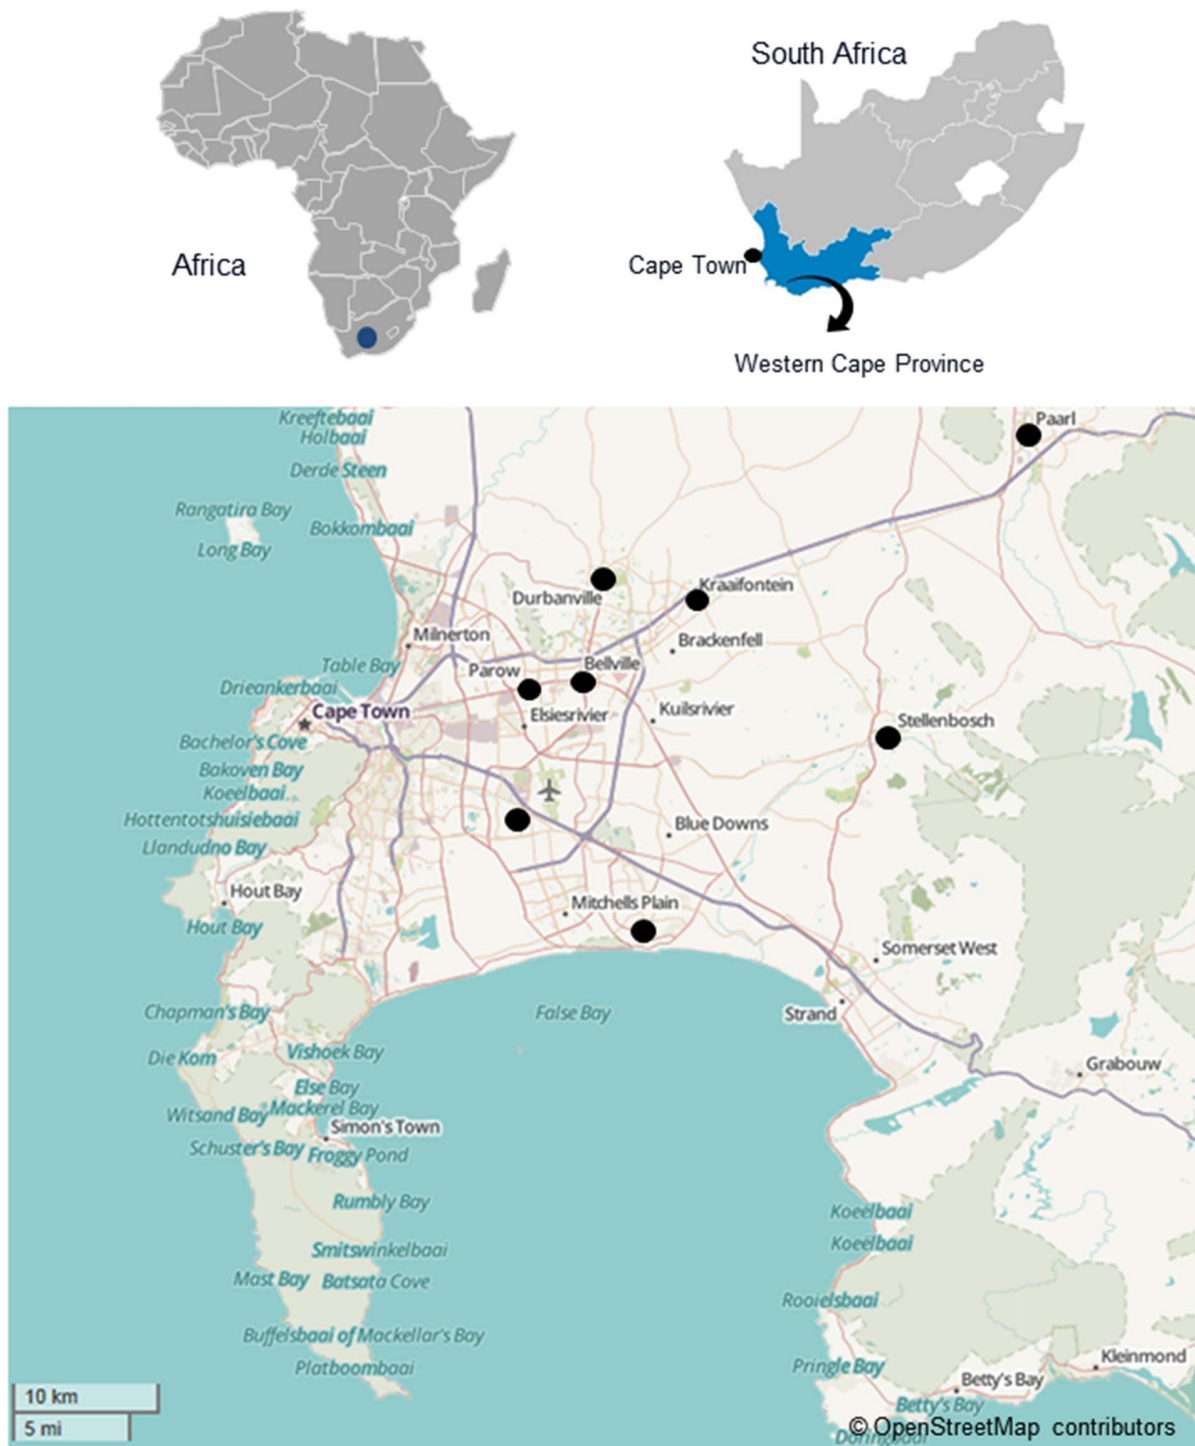 South Africa
Africa
Cape Town
Western Cape Province
Kreeftebaai
Holbaai
Paarl
Derde Steen
Rangatira Bay
Bokkombaai
Long Bay
Kraaifontein
Durbanville
Milnerton
Brackenfell
Table Bay
Parow
Bellville
Drieankerbaai
Cape Town
Elsiesrivier
Kuilsrivier
Stellenbosch
Bachelor's Cove
Bakoven Bay
Koeelbaai
Hottentotshuisiebaai
Blue Downs
Llandudno Bay
Hout Bay
Mitchells Plain
Hout Bay
Somerset West
Chapman's Bay
False Bay
Strand
Die Kom
Vishoek Bay
Grabouw
Else Bay
Witsand Bay
Mackerel Bay
Simon's Town
Schuster's Bay
Froggy Pond
Rumbly Bay
Koeelbaai
Koeelbaai
Smitswinkelbaai
Mast Bay
Batsata Cove
Rooielsbaai
Buffelsbaai of Mackellar's Bay
Platboombaai
Pringle Bay
Kleinmond
Betty's Bay
10 km
Betty's Bay
5 mi
© OpenStreetMap contributors